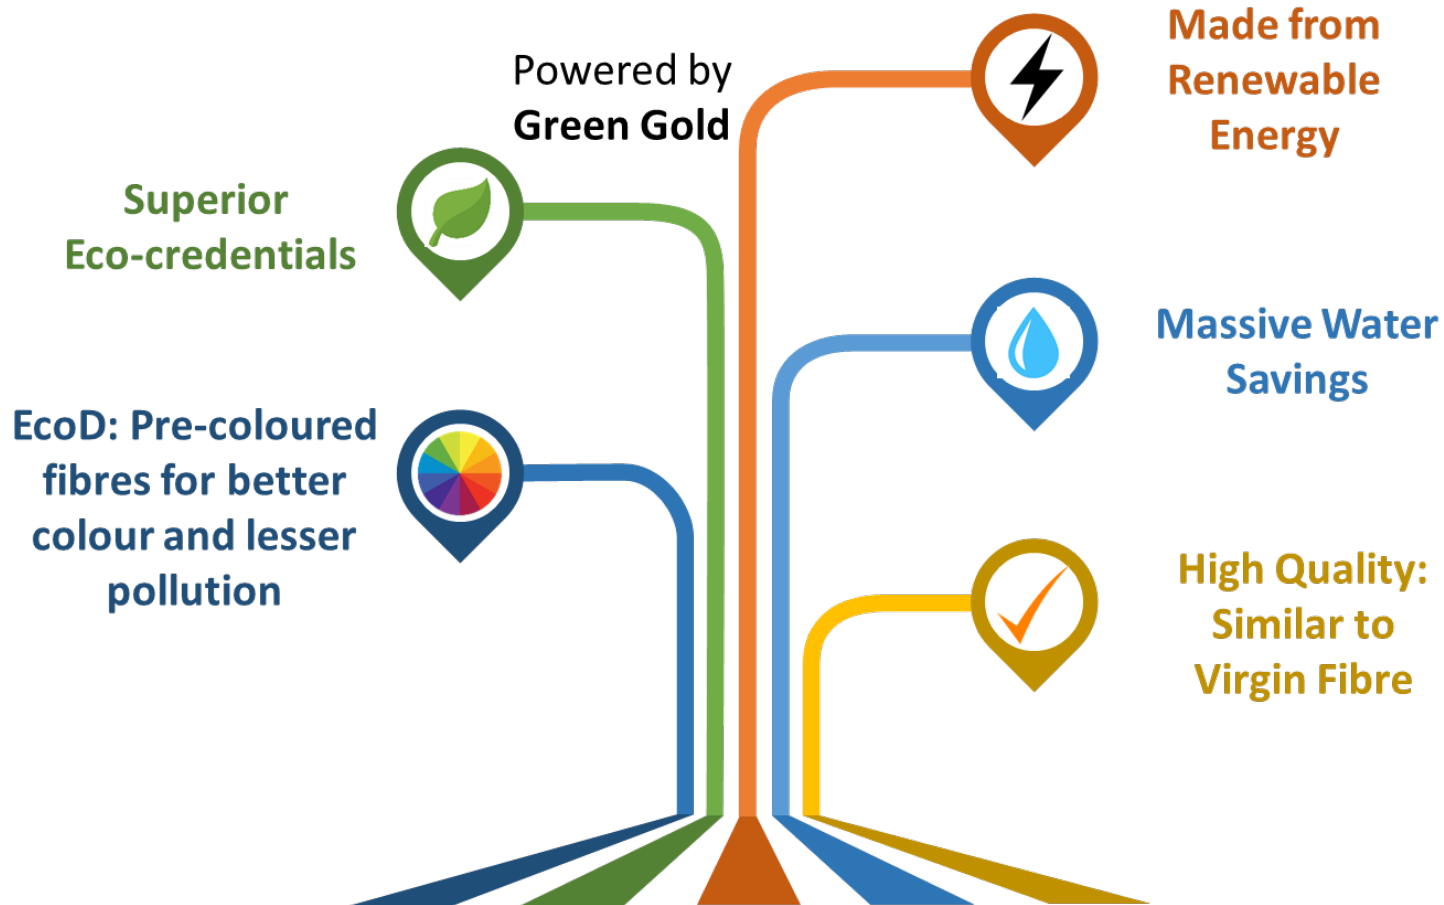 Powered by
Green Gold
Superior
Eco-credentials
EcoD: Pre-coloured
fibres for better
colour and lesser
pollution
Made from
Renewable
Energy
Massive Water
Savings
High Quality:
Similar to
Virgin Fibre